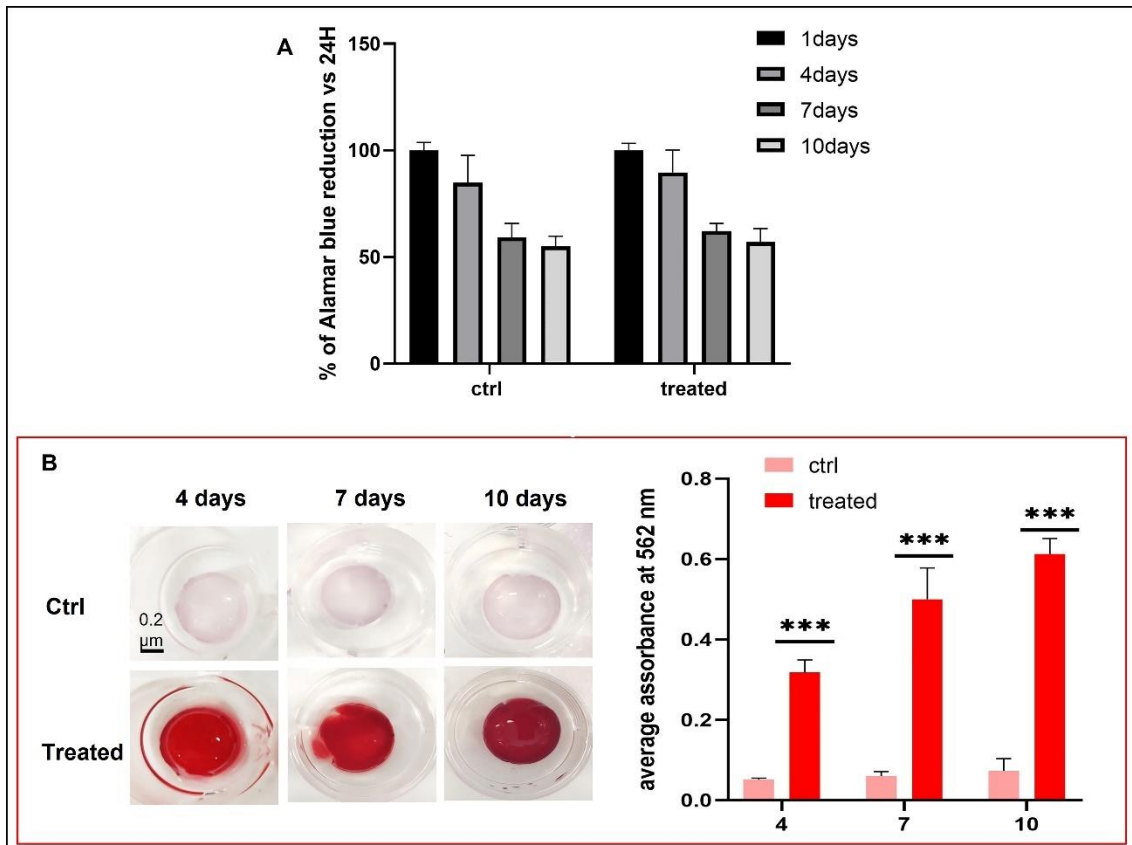 A
% of Alamar blue reduction vs 24H
150
100
50
0
ctrl
treated
1days
4days
7days
10days
B
4 days
7 days
10 days
Ctrl
0.2
µm
Treated
average assorbance at 562 nm
ctrl
treated
0.8
0.6
0.4
0.2
0.0
***
***
***
4
7
10